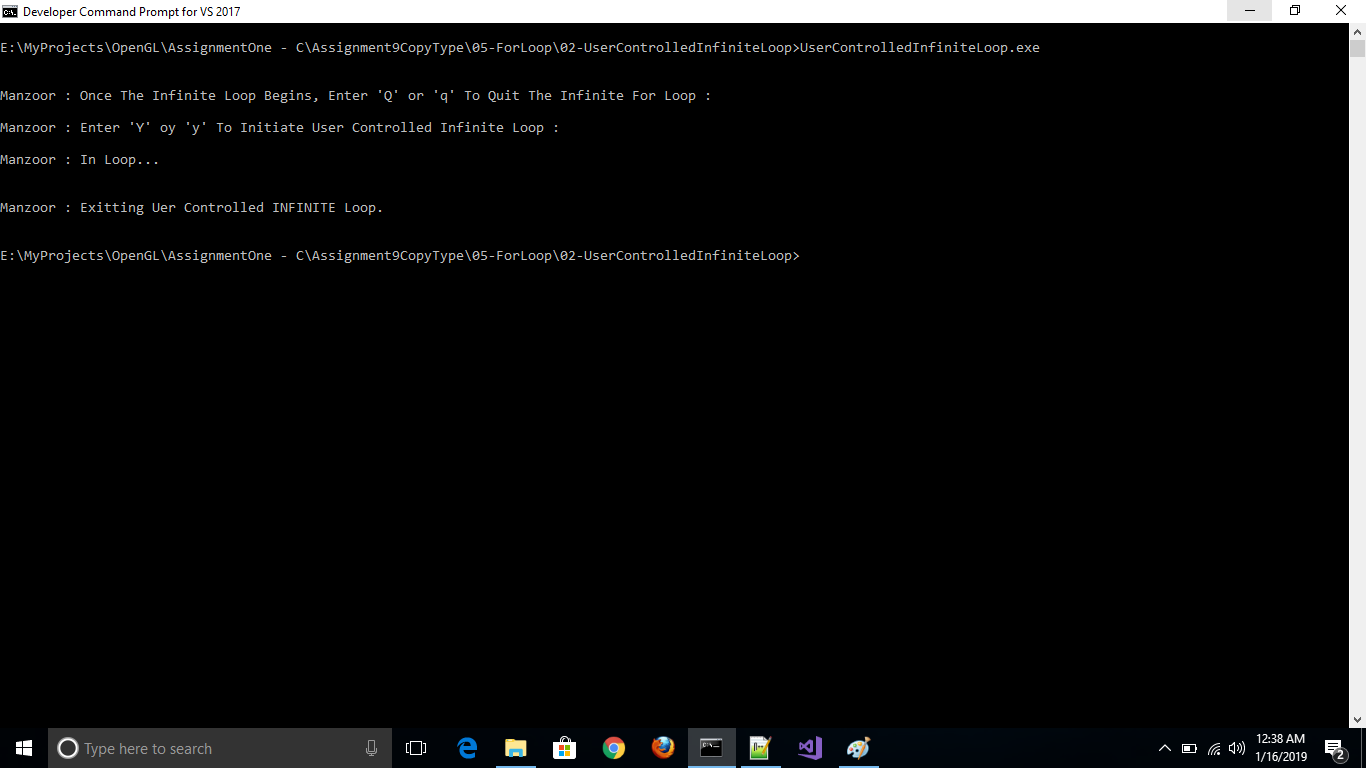 Developer Command Prompt for VS 2017
E:\MyProjects\OpenGL\AssignmentOne - C\Assignment9CopyType\05-ForLoop\02-UserControlledInfiniteLoop>UserControlledInfiniteLoop.exe
Manzoor : Once The Infinite Loop Begins, Enter 'Q' or 'q' To Quit The Infinite For Loop :
Manzoor : Enter 'Y' oy 'y' To Initiate User Controlled Infinite Loop :
Manzoor : In Loop...
Manzoor : Exitting Uer Controlled INFINITE Loop.
E:\MyProjects\OpenGL\AssignmentOne - C\Assignment9CopyType\05-ForLoop\02-UserControlledInfiniteLoop>
Type here to search
12:38 AM
1/16/2019
2